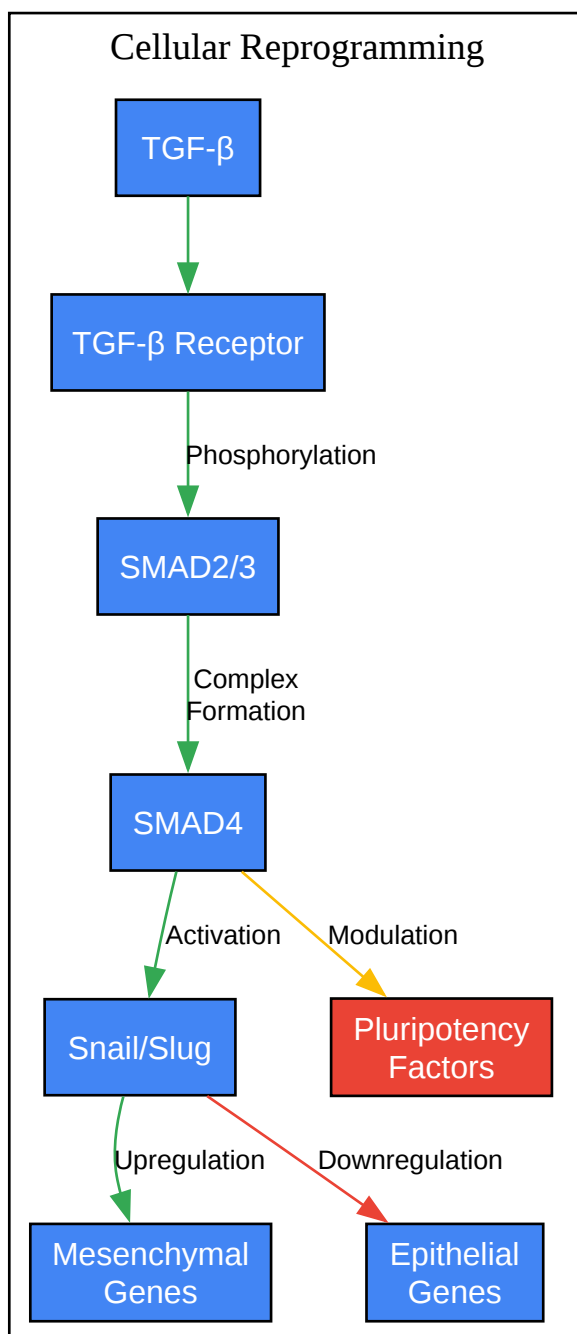 Cellular Reprogramming
TGF-β
TGF-β Receptor
Phosphorylation
SMAD2/3
Complex
Formation
SMAD4
Activation
Modulation
Snail/Slug
Pluripotency
Factors
Upregulation
Downregulation
Mesenchymal
Genes
Epithelial
Genes